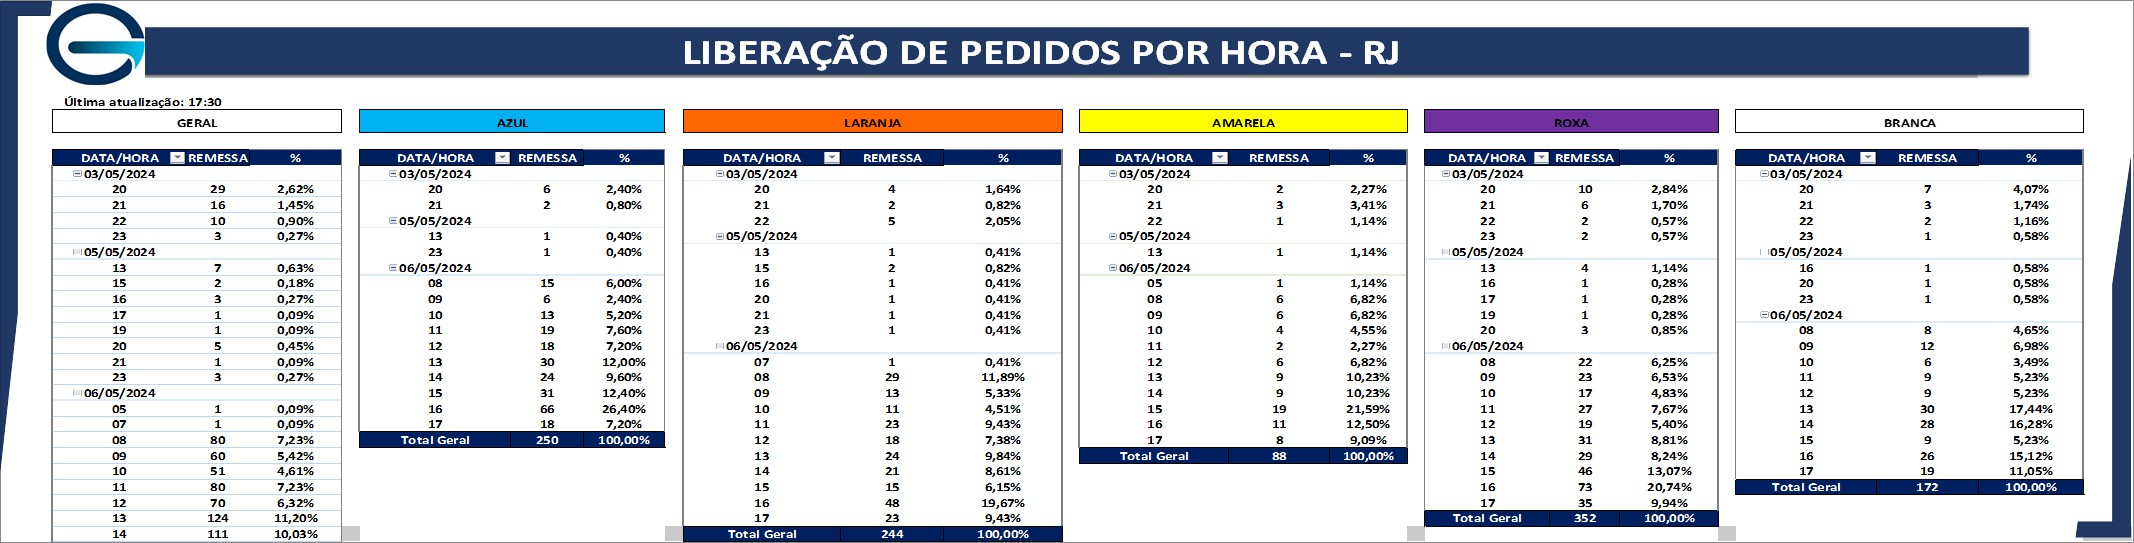 LIBERAÇÃO DE PEDIDOS POR HORA - RJ
Última atualização: 17:30
GERAL
DATA/HORA REMESSA %
03/05/2024
20 29 2,62%
21 16 1,45%
22 10 0,90%
23 3 0,27%
05/05/2024
13 7 0,63%
15 2 0,18%
16 3 0,27%
17 1 0,09%
19 1 0,09%
20 5 0,45%
21 1 0,09%
23 3 0,27%
06/05/2024
05 1 0,09%
07 1 0,09%
08 80 7,23%
09 60 5,42%
10 51 4,61%
11 80 7,23%
12 70 6,32%
13 124 11,20%
14 111 10,03%
AZUL
DATA/HORA REMESSA %
03/05/2024
20 6 2,40%
21 2 0,80%
05/05/2024
13 1 0,40%
23 1 0,40%
06/05/2024
08 15 6,00%
09 6 2,40%
10 13 5,20%
11 19 7,60%
12 18 7,20%
13 30 12,00%
14 24 9,60%
15 31 12,40%
16 66 26,40%
17 18 7,20%
Total Geral 250 100,00%
LARANJA
DATA/HORA REMESSA %
03/05/2024
20 4 1,64%
21 2 0,82%
22 5 2,05%
05/05/2024
13 1 0,41%
15 2 0,82%
16 1 0,41%
20 1 0,41%
21 1 0,41%
23 1 0,41%
06/05/2024
07 1 0,41%
08 29 11,89%
09 13 5,33%
10 11 4,51%
11 23 9,43%
12 18 7,38%
13 24 9,84%
14 21 8,61%
15 15 6,15%
16 48 19,67%
17 23 9,43%
Total Geral 244 100,00%
AMARELA
DATA/HORA REMESSA %
03/05/2024
20 2 2,27%
21 3 3,41%
22 1 1,14%
05/05/2024
13 1 1,14%
06/05/2024
05 1 1,14%
08 6 6,82%
09 6 6,82%
10 4 4,55%
11 2 2,27%
12 6 6,82%
13 9 10,23%
14 9 10,23%
15 19 21,59%
16 11 12,50%
17 8 9,09%
Total Geral 88 100,00%
ROXA
DATA/HORA REMESSA %
03/05/2024
20 10 2,84%
21 6 1,70%
22 2 0,57%
23 2 0,57%
05/05/2024
13 4 1,14%
16 1 0,28%
17 1 0,28%
19 1 0,28%
20 3 0,85%
06/05/2024
08 22 6,25%
09 23 6,53%
10 17 4,83%
11 27 7,67%
12 19 5,40%
13 31 8,81%
14 29 8,24%
15 46 13,07%
16 73 20,74%
17 35 9,94%
Total Geral 352 100,00%
BRANCA
DATA/HORA REMESSA %
03/05/2024
20 7 4,07%
21 3 1,74%
22 2 1,16%
23 1 0,58%
05/05/2024
16 1 0,58%
20 1 0,58%
23 1 0,58%
06/05/2024
08 8 4,65%
09 12 6,98%
10 6 3,49%
11 9 5,23%
12 9 5,23%
13 30 17,44%
14 28 16,28%
15 9 5,23%
16 26 15,12%
17 19 11,05%
Total Geral 172 100,00%